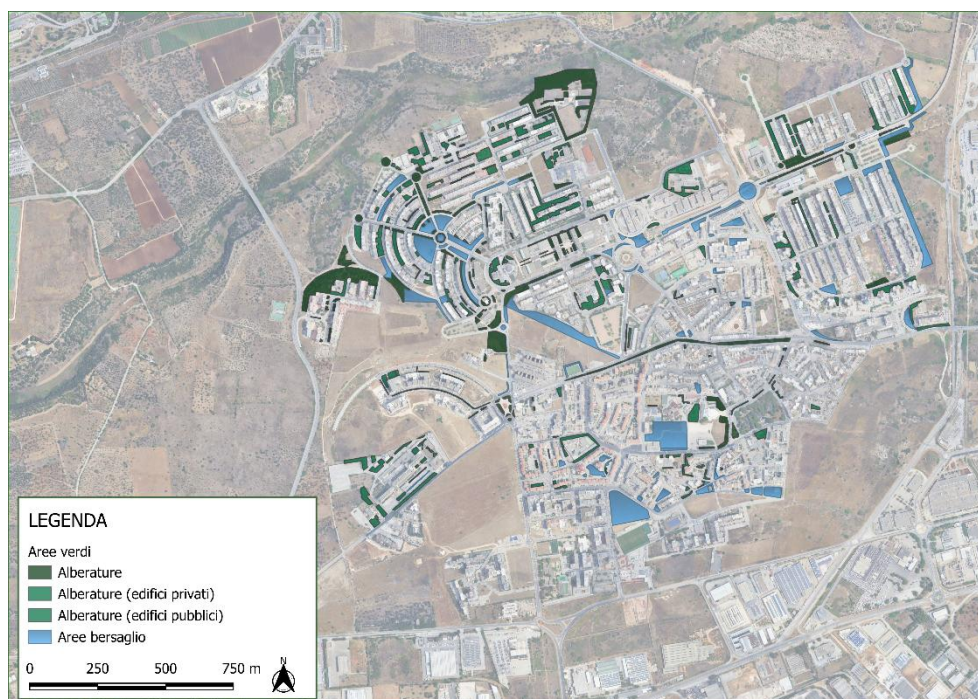 LEGENDA
Aree verdi
Alberature
Alberature (edifici privati)
Alberature (edifici pubblici)
Aree bersaglio
0 250 500 750 m
N